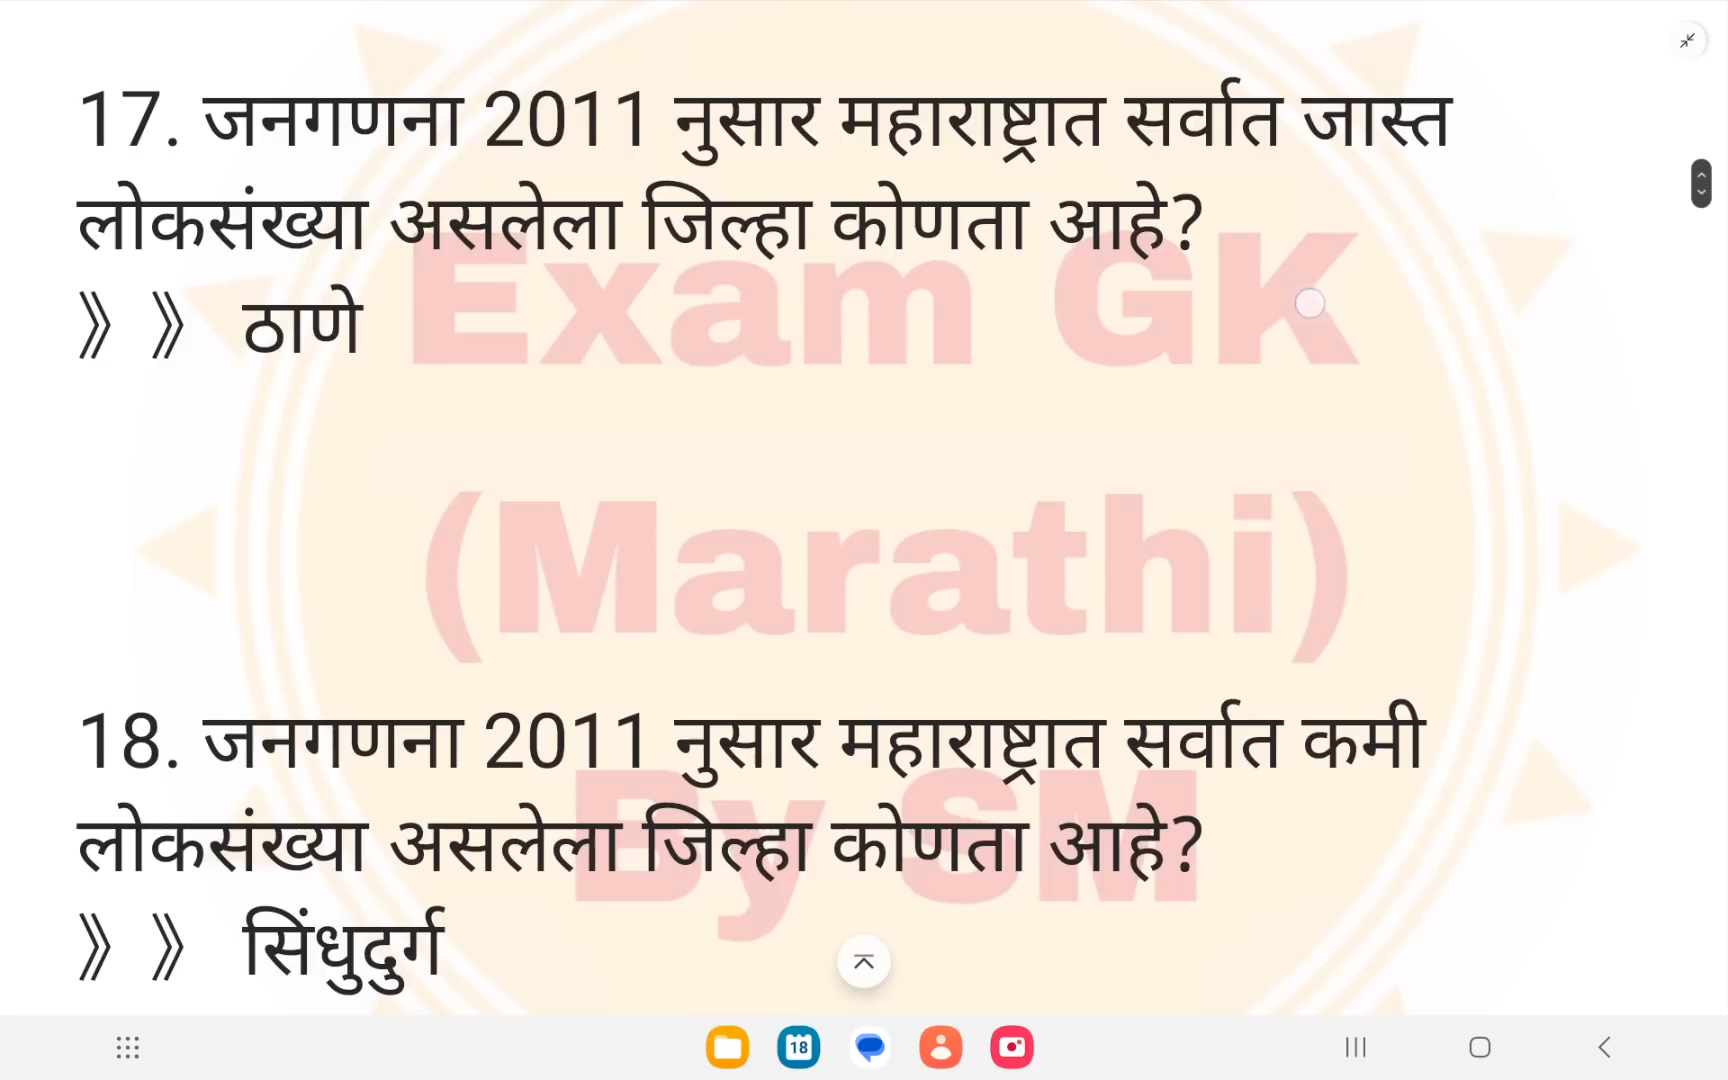 17. जनगणना 2011 नुसार महाराष्ट्रात सर्वात जास्त
लोकसंख्या असलेला जिल्हा कोणता आहे?
》 》 ठाणे
Exam GK
(Marathi)
18. जनगणना 2011 नुसार महाराष्ट्रात सर्वात कमी
लोकसंख्या असलेला जिल्हा कोणता आहे?
By SM
》 》 सिंधुदुर्ग
18